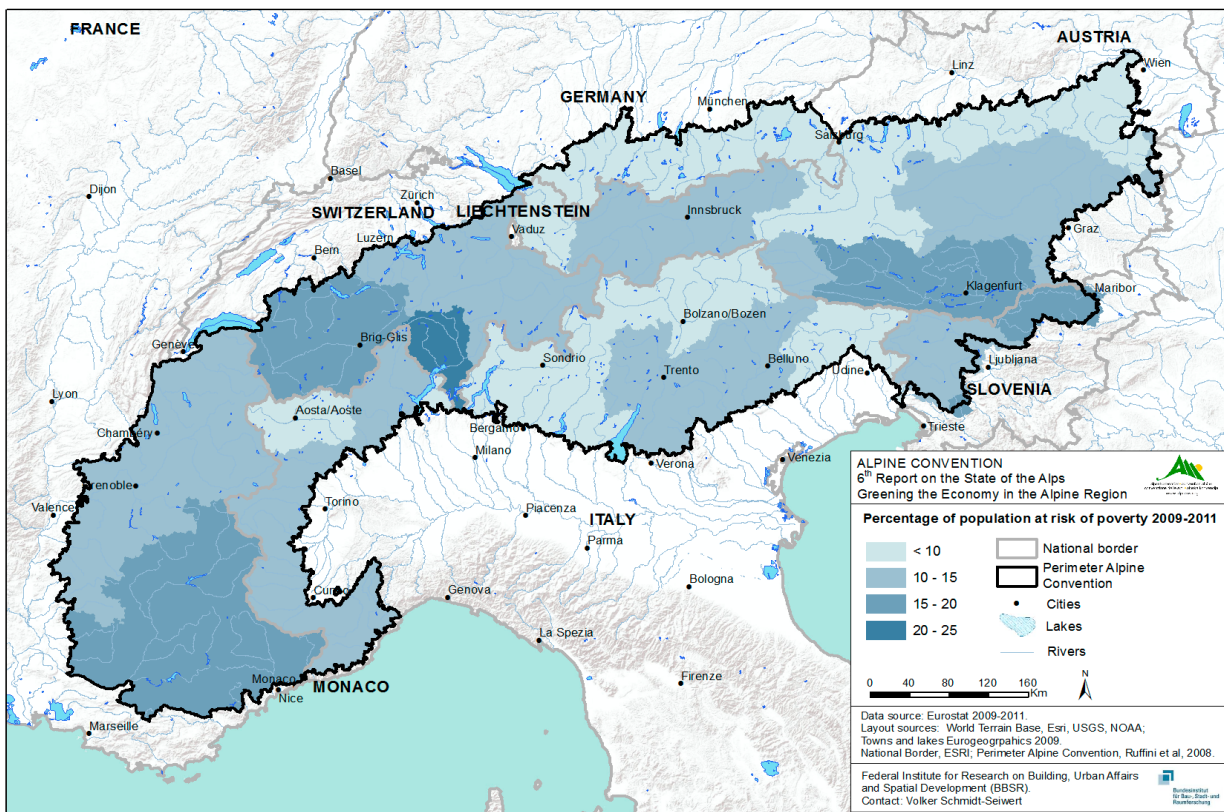 FRANCE
AUSTRIA
Linz
Wien
GERMANY
München
Salzburg
Basel
Dijon
Zürich
SWITZERLAND
LIECHTENSTEIN
Innsbruck
Vaduz
Luzern
Bern
Graz
Klagenfurt
Maribor
Bolzano/Bozen
Brig-Glis
Genève
Sondrio
Belluno
Ljubljana
Trento
Udine
SLOVENIA
Lyon
Aosta/Aoste
Chambéry
Bergamo
Trieste
Milano
Verona
Venezia
Grenoble
Valence
Torino
Piacenza
ITALY
Parma
Bologna
Cuneo
Genova
La Spezia
Firenze
Monaco
MONACO
Nice
Marseille
ALPINE CONVENTION
6th Report on the State of the Alps
Greening the Economy in the Alpine Region
Percentage of population at risk of poverty 2009-2011
< 10
10 - 15
15 - 20
20 - 25
National border
Perimeter Alpine
Convention
Cities
Lakes
Rivers
0 40 80 120 160
Km
N
Data source: Eurostat 2009-2011.
Layout sources: World Terrain Base, Esri, USGS, NOAA;
Towns and lakes Eurogeogrpahics 2009.
National Border, ESRI; Perimeter Alpine Convention, Ruffini et al, 2008.
Federal Institute for Research on Building, Urban Affairs
and Spatial Development (BBSR).
Contact: Volker Schmidt-Seiwert
Bundesinstitut
für Bau-, Stadt- und
Raumforschung